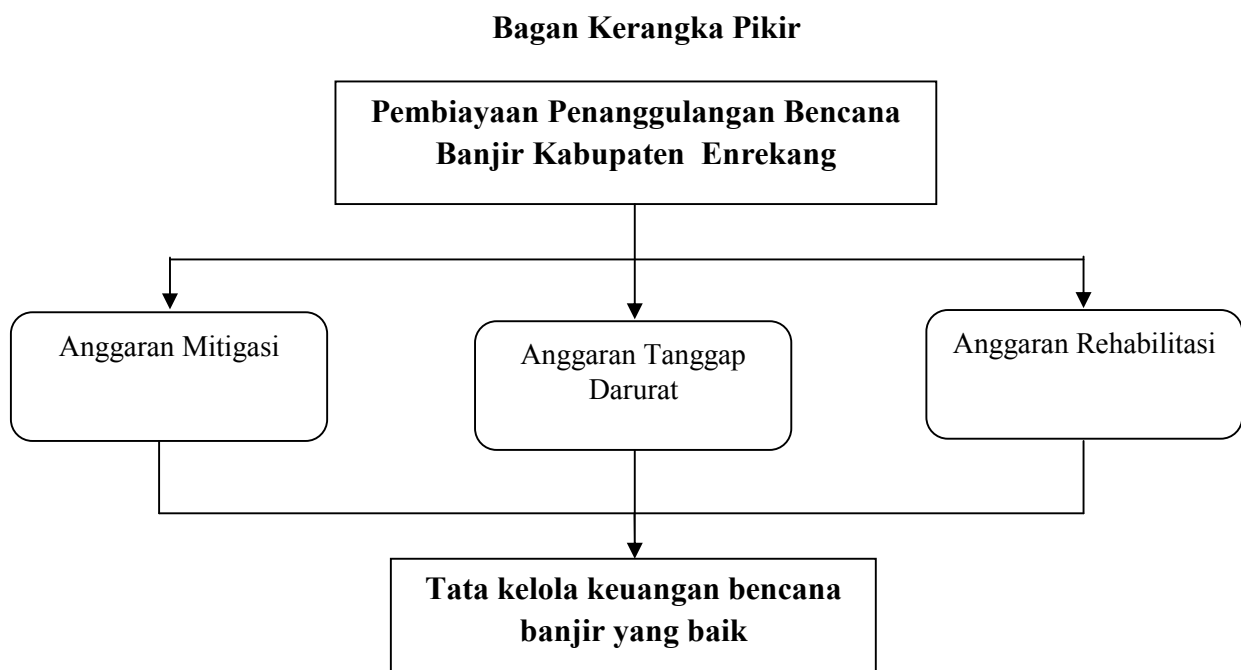 Bagan Kerangka Pikir
Pembiayaan Penanggulangan Bencana
Banjir Kabupaten Enrekang
Anggaran Mitigasi
Anggaran Tanggap
Darurat
Anggaran Rehabilitasi
Tata kelola keuangan bencana
banjir yang baik